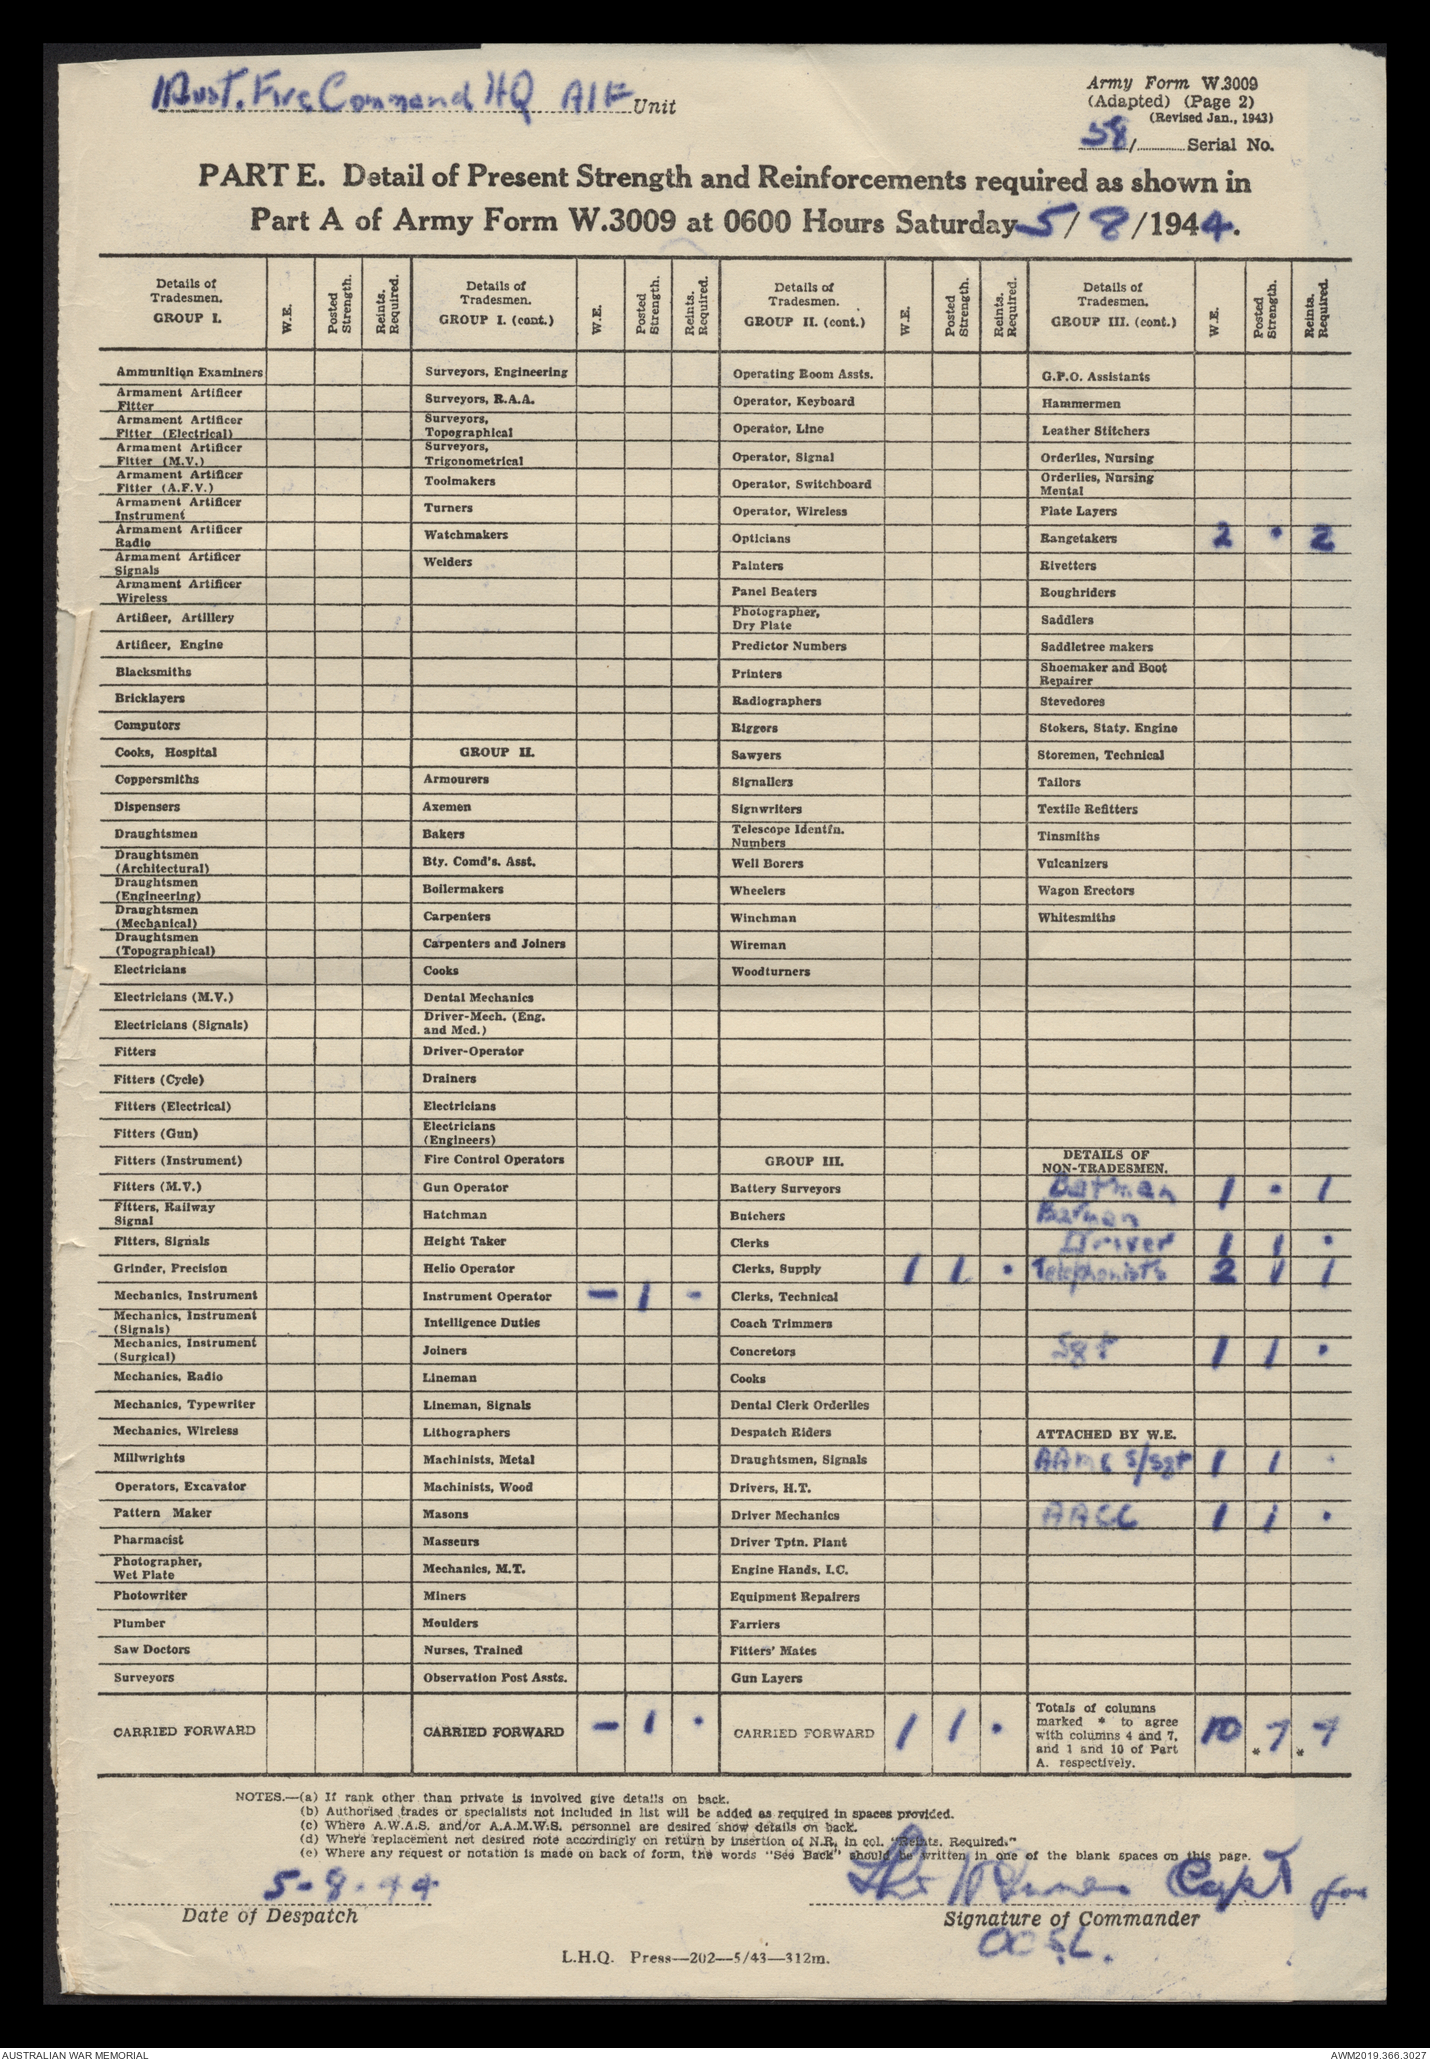 1 Aust. Fire Command HQ AIF Unit
Army Form W.3009
(Adapted) (Page 2)
(Revised Jan., 1943)
58/ Serial No.
PART E. Detail of Present Strength and Reinforcements required as shown in
Part A of Army Form W.3009 at 0600 Hours Saturday 5/8/1944.
Details of Tradesmen. GROUP I. W.E. Posted Strength. Reints. Required. Details of Tradesmen. GROUP I. (cont.) W.E. Posted Strength. Reints. Required. Details of Tradesmen. GROUP II. (cont.) W.E. Posted Strength. Reints. Required. Details of Tradesmen. GROUP III. (cont.) W.E. Posted Strength. Reints. Required.
Ammunition Examiners Surveyors, Engineering Operating Room Assts. G.P.O. Assistants
Armament Artificer Fitter Surveyors, R.A.A. Operator, Keyboard Hammermen
Armament Artificer Fitter (Electrical) Surveyors, Topographical Operator, Line Leather Stitchers
Armament Artificer Fitter (M.V.) Surveyors, Trigonometrical Operator, Signal Orderlies, Nursing
Armament Artificer Fitter (A.F.V.) Toolmakers Operator, Switchboard Orderlies, Nursing Mental
Armament Artificer Instrument Turners Operator, Wireless Plate Layers
Armament Artificer Radio Watchmakers Opticians Rangetakers 2 . 2
Armament Artificer Signals Welders Painters Rivetters
Armament Artificer Wireless Panel Beaters Roughriders
Artificer, Artillery Photographer, Dry Plate Saddlers
Artificer, Engine Predictor Numbers Saddletree makers
Blacksmiths Printers Shoemaker and Boot Repairer
Bricklayers Radiographers Stevedores
Computors Riggers Stokers, Staty. Engine
Cooks, Hospital GROUP II. Sawyers Storemen, Technical
Coppersmiths Armourers Signallers Tailors
Dispensers Axemen Signwriters Textile Refitters
Draughtsmen Bakers Telescope Identfn. Numbers Tinsmiths
Draughtsmen (Architectural) Bty. Comd's. Asst. Well Borers Vulcanizers
Draughtsmen (Engineering) Boilermakers Wheelers Wagon Erectors
Draughtsmen (Mechanical) Carpenters Winchman Whitesmiths
Draughtsmen (Topographical) Carpenters and Joiners Wireman
Electricians Cooks Woodturners
Electricians (M.V.) Dental Mechanics
Electricians (Signals) Driver-Mech. (Eng. and Med.)
Fitters Driver-Operator
Fitters (Cycle) Drainers
Fitters (Electrical) Electricians
Fitters (Gun) Electricians (Engineers)
Fitters (Instrument) Fire Control Operators GROUP III. DETAILS OF NON-TRADESMEN.
Fitters (M.V.) Gun Operator Battery Surveyors Batman 1 . 1
Fitters, Railway Signal Hatchman Butchers Batman
Fitters, Signals Height Taker Clerks Driver 1 1 .
Grinder, Precision Helio Operator Clerks, Supply 1 1 . Telephonists 2 1 1
Mechanics, Instrument Instrument Operator — 1 - Clerks, Technical
Mechanics, Instrument (Signals) Intelligence Duties Coach Trimmers
Mechanics, Instrument (Surgical) Joiners Concretors Sgt 1 1 .
Mechanics, Radio Lineman Cooks
Mechanics, Typewriter Lineman, Signals Dental Clerk Orderlies
Mechanics, Wireless Lithographers Despatch Riders ATTACHED BY W.E.
Millwrights Machinists, Metal Draughtsmen, Signals AAMC S/Sgt 1 1 .
Operators, Excavator Machinists, Wood Drivers, H.T.
Pattern Maker Masons Driver Mechanics AACC 1 1 .
Pharmacist Masseurs Driver Tptn. Plant
Photographer, Wet Plate Mechanics, M.T. Engine Hands, I.C.
Photowriter Miners Equipment Repairers
Plumber Moulders Farriers
Saw Doctors Nurses, Trained Fitters' Mates
Surveyors Observation Post Assts. Gun Layers
CARRIED FORWARD CARRIED FORWARD — 1 . CARRIED FORWARD 1 1 . Totals of columns marked * to agree with columns 4 and 7, and 1 and 10 of Part A. respectively. 10 * 7 * 4
NOTES.—(a) If rank other than private is involved give details on back.
(b) Authorised trades or specialists not included in list will be added as required in spaces provided.
(c) Where A.W.A.S. and/or A.A.M.W.S. personnel are desired show details on back.
(d) Where replacement not desired note accordingly on return by insertion of N.R. in col. "Reints. Required."
(e) Where any request or notation is made on back of form, the words "See Back" should be written in one of the blank spaces on this page.
5-8-44
Date of Despatch
Capt for
Signature of Commander
L.H.Q. Press—202—5/43—312m.
AUSTRALIAN WAR MEMORIAL
AWM2019.366.3027